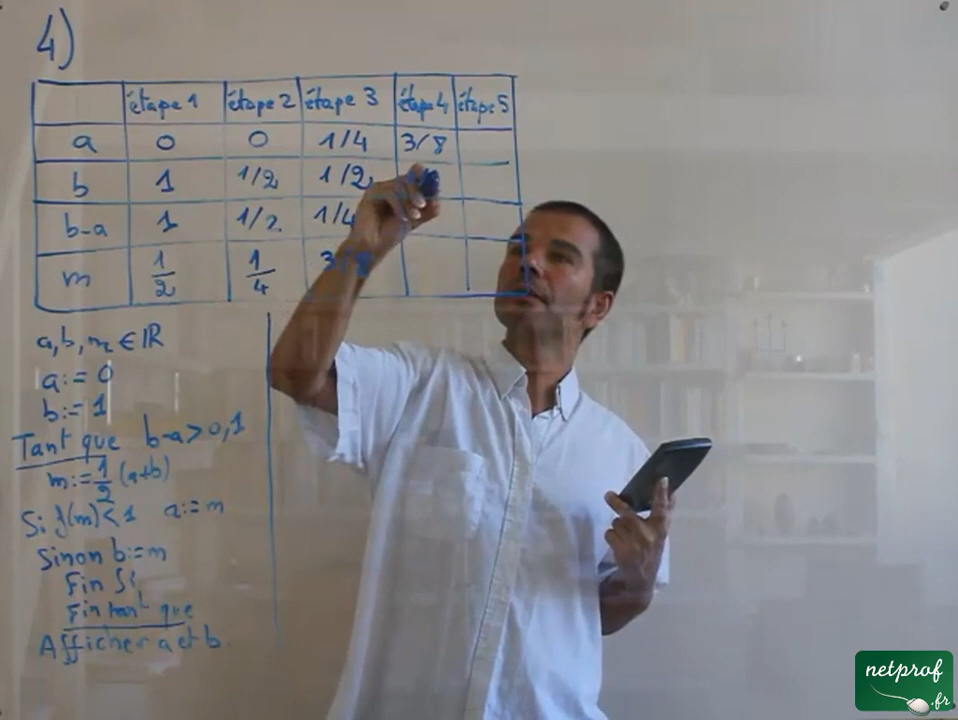 4)
étape 1 étape 2 étape 3 étape 4 étape 5
a 0 0 1/4 3/8
b 1 1/2 1/2
b-a 1 1/2 1/4
m 1/2 1/4 3/8
a, b, m ∈ ℝ
a:= 0
b:= 1
Tant que b-a > 0,1
m:= 1/2 (a+b)
Si f(m) < 1 a:= m
Sinon b:= m
Fin Si
Fin tant que
Afficher a et b.
netprof
.fr